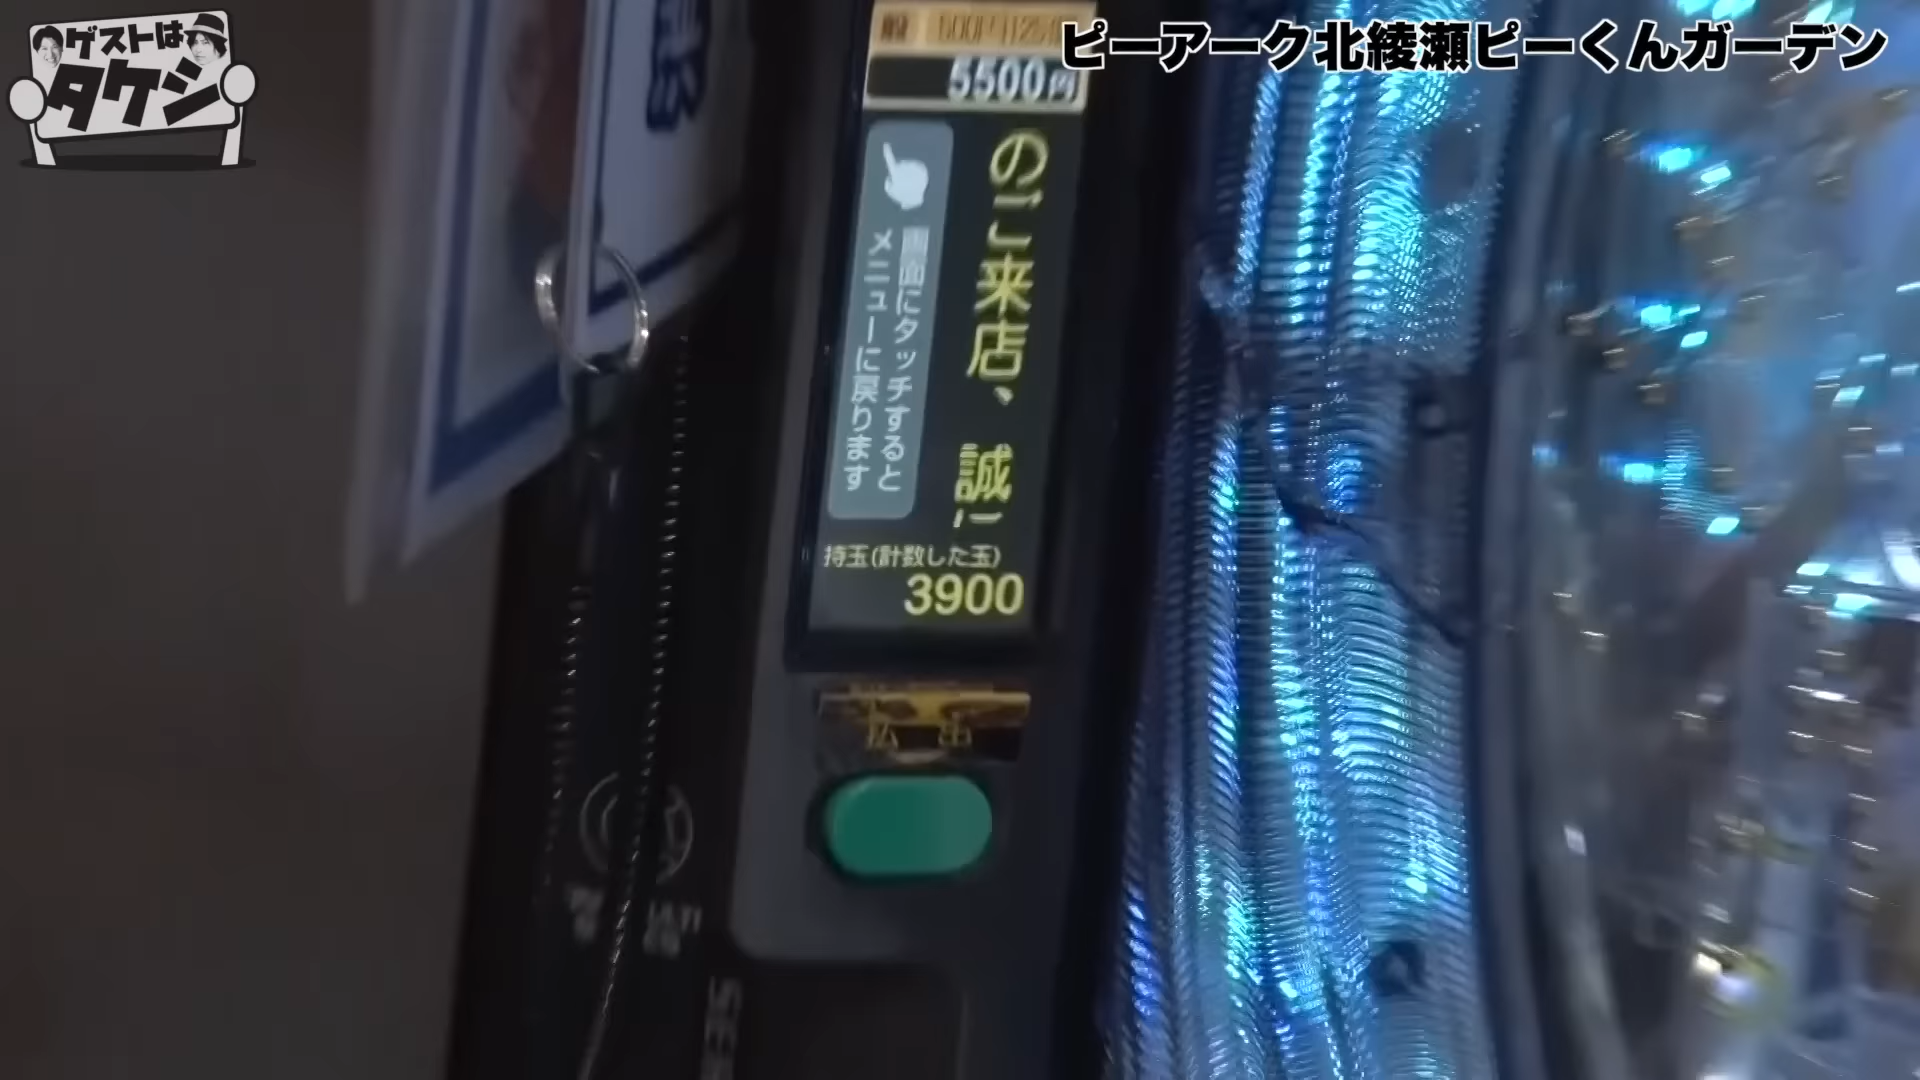 ゲストは
タケシ
ピーアーク北綾瀬ピーくんガーデン
5500円
のご来店、誠に
画面にタッチすると
メニューに戻ります
持玉(計数した玉)
3900
払出